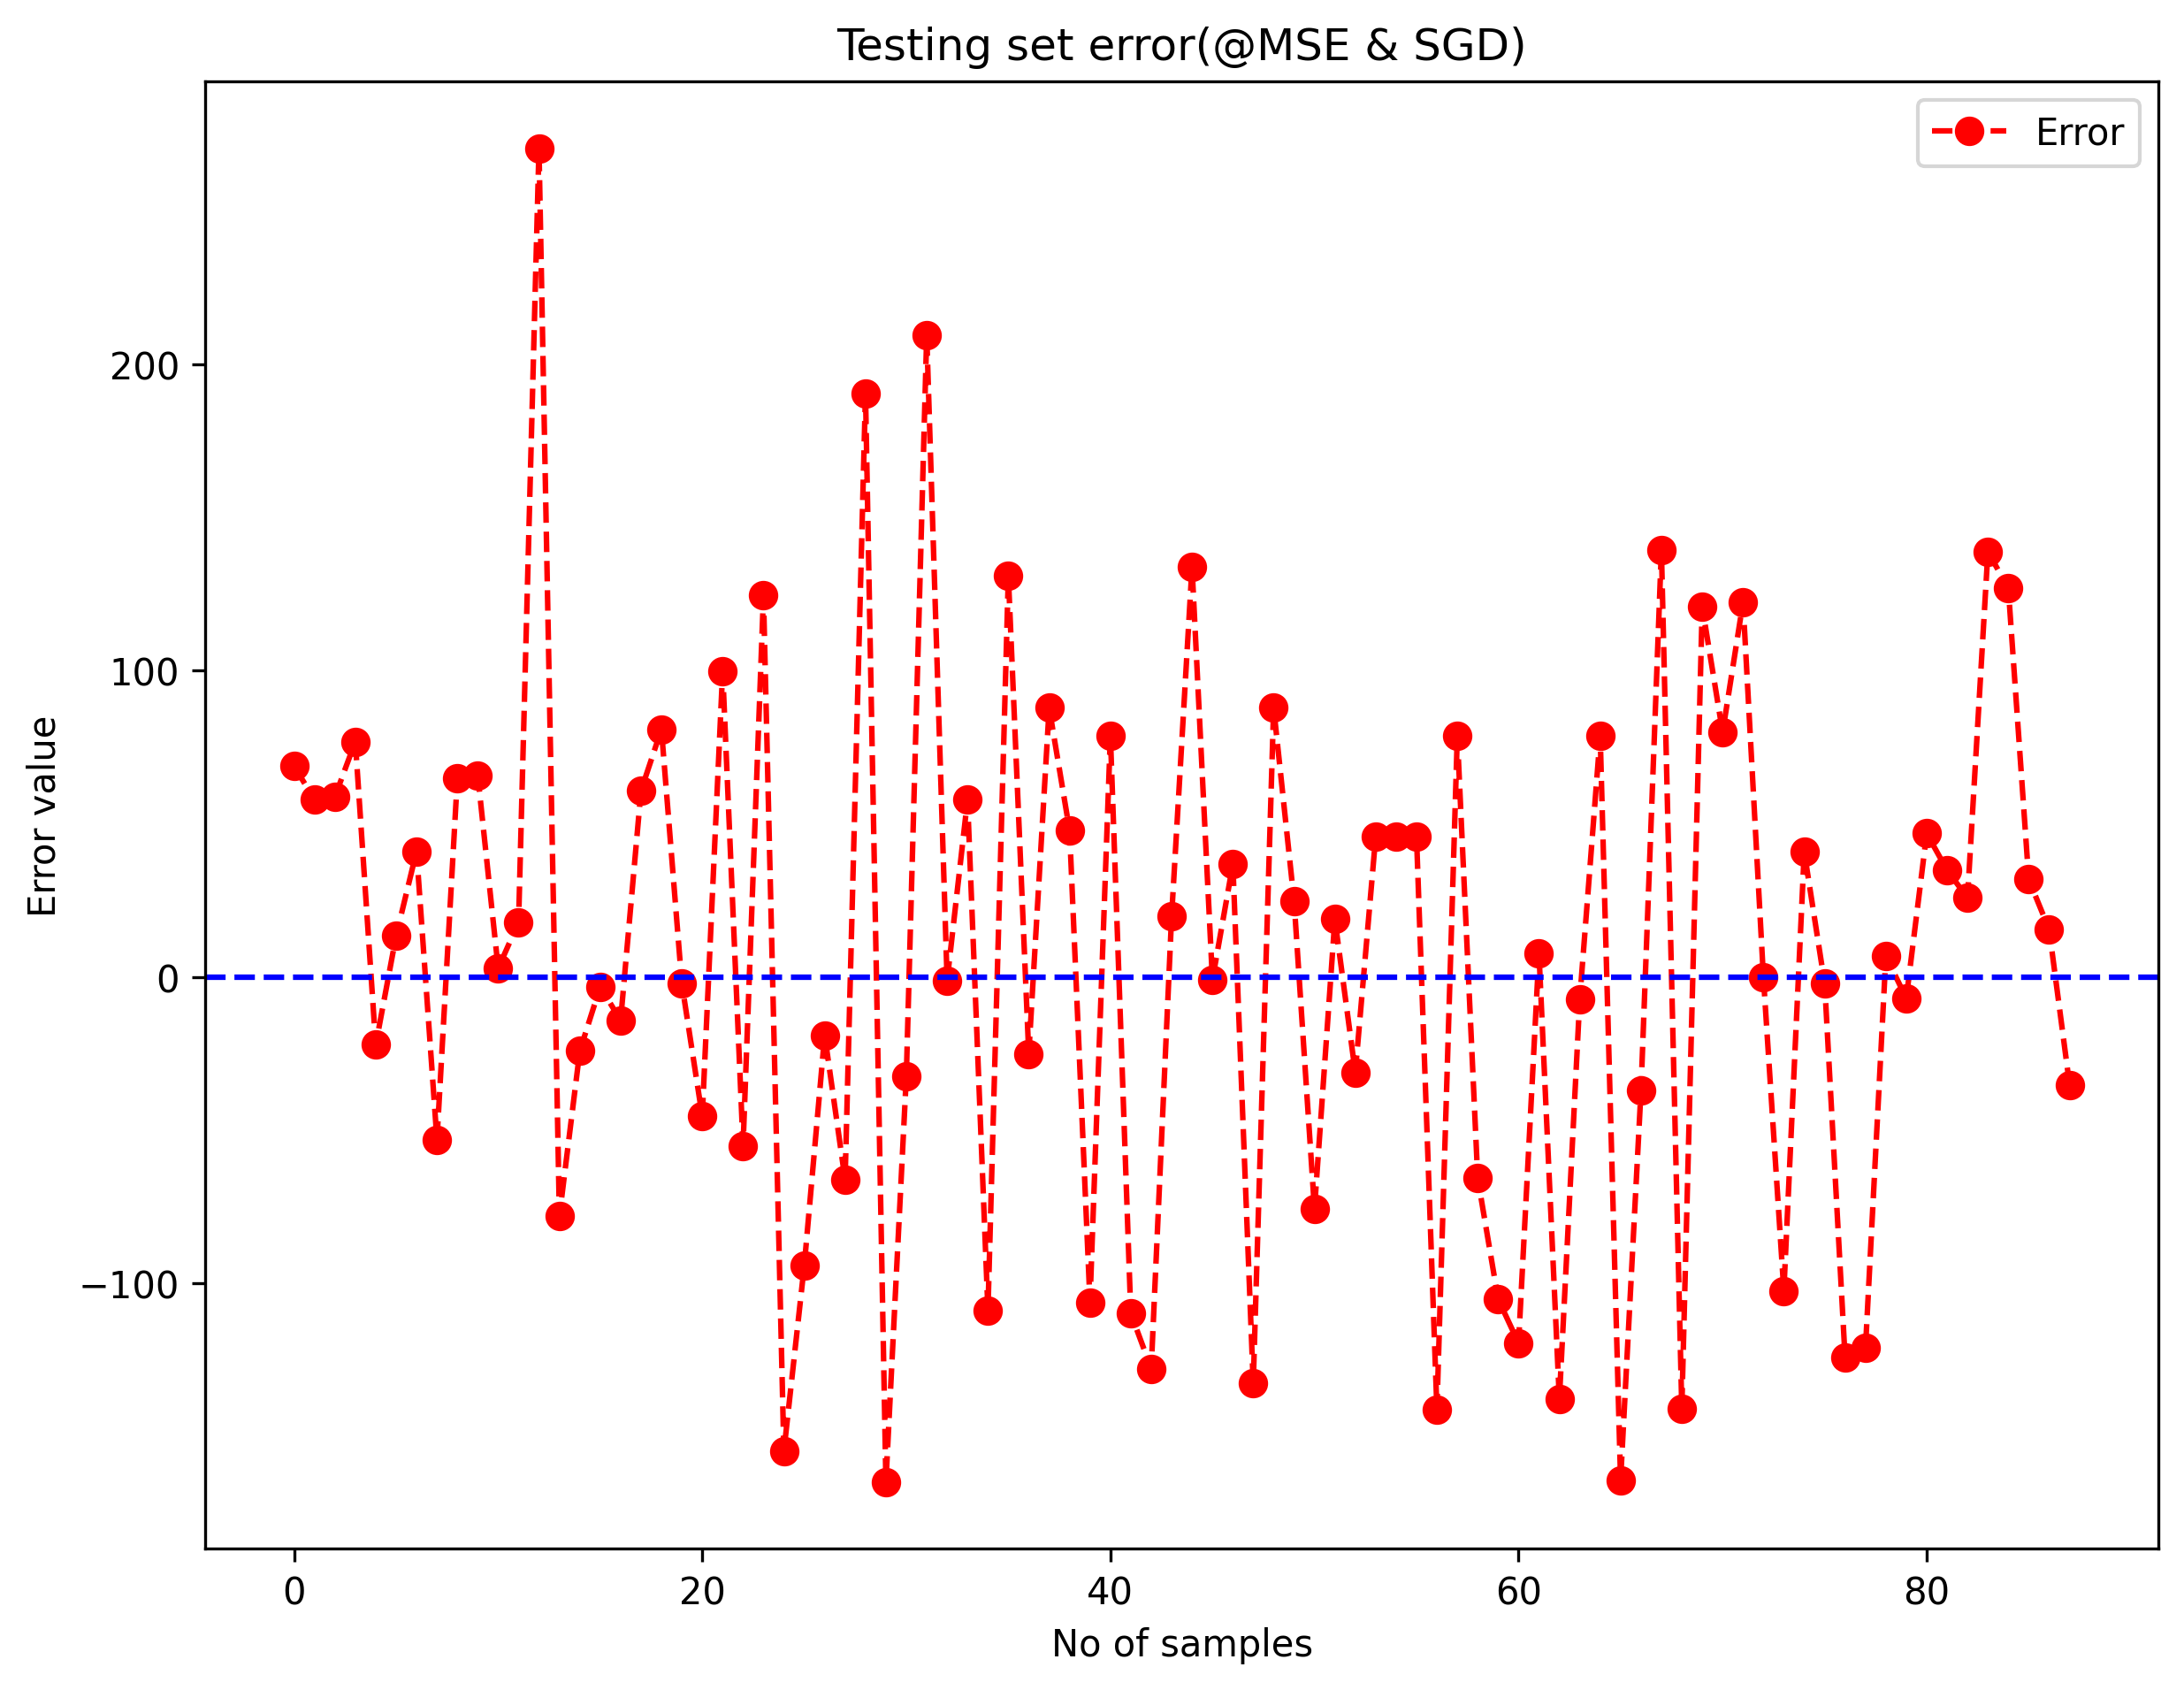 Testing set error(@MSE & SGD)
Error
200
100
0
−100
Error value
0 20 40 60 80
No of samples